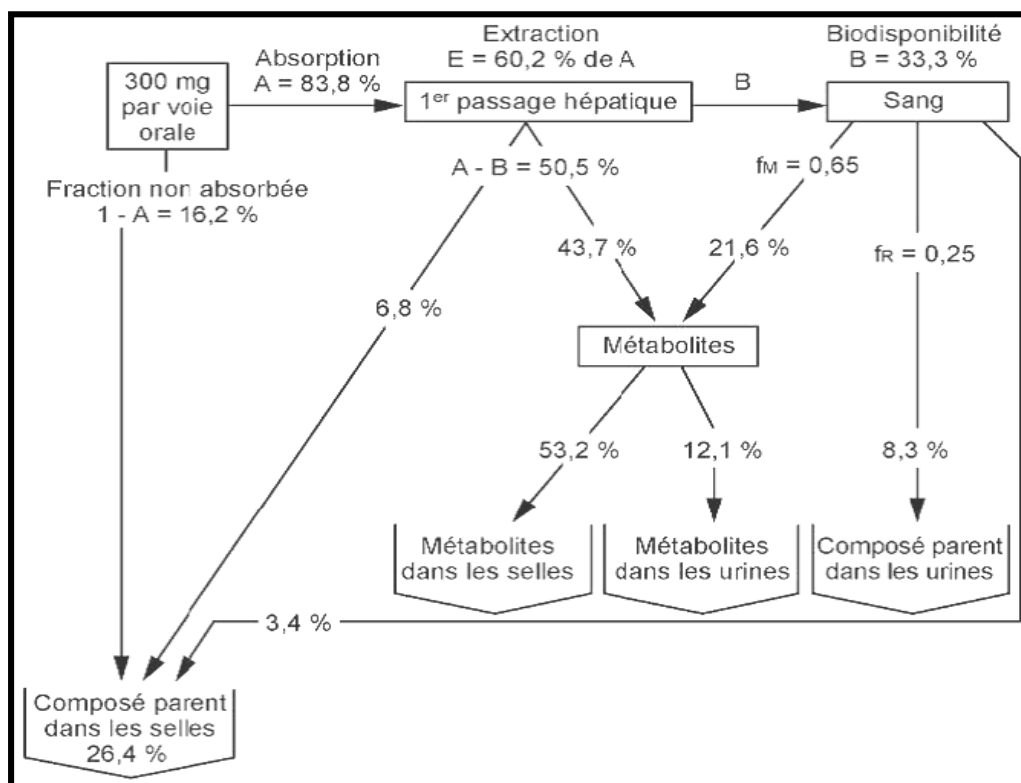 Extraction
E = 60,2 % de A
Biodisponibilité
B = 33,3 %
Absorption
A = 83,8 %
300 mg
par voie
orale
1er passage hépatique
B
Sang
Fraction non absorbée
1 - A = 16,2 %
A - B = 50,5 %
fM = 0,65
43,7 %
21,6 %
fR = 0,25
6,8 %
Métabolites
53,2 %
12,1 %
8,3 %
Métabolites
dans les selles
Métabolites
dans les urines
Composé parent
dans les urines
3,4 %
Composé parent
dans les selles
26,4 %